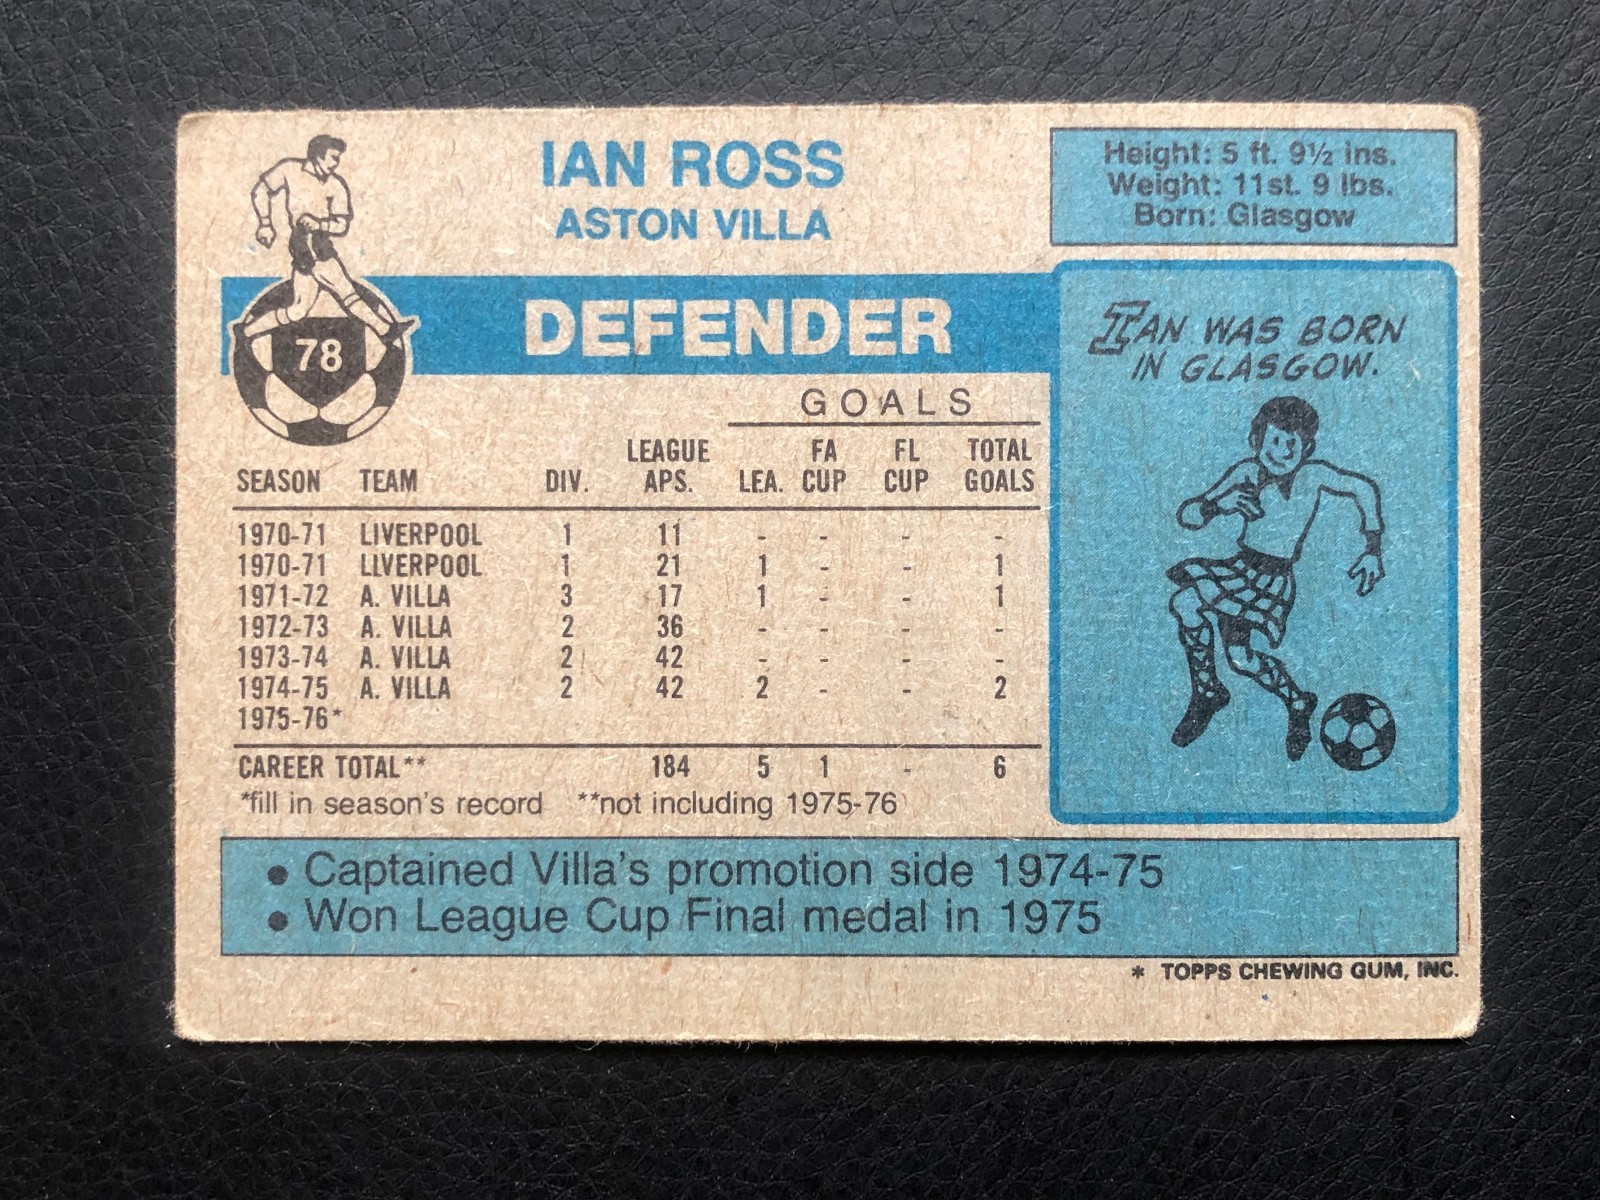 IAN ROSS
ASTON VILLA
Height: 5 ft. 9½ ins.
Weight: 11st. 9 lbs.
Born: Glasgow
78
DEFENDER
IAN WAS BORN
IN GLASGOW.
GOALS
SEASON TEAM DIV. LEAGUE APS. LEA. FA CUP FL CUP TOTAL GOALS
1970-71 LIVERPOOL 1 11 - - - -
1970-71 LIVERPOOL 1 21 1 - - 1
1971-72 A. VILLA 3 17 1 - - 1
1972-73 A. VILLA 2 36 - - - -
1973-74 A. VILLA 2 42 - - - -
1974-75 A. VILLA 2 42 2 - - 2
1975-76*
CAREER TOTAL** 184 5 1 - 6
*fill in season's record **not including 1975-76
• Captained Villa's promotion side 1974-75
• Won League Cup Final medal in 1975
* TOPPS CHEWING GUM, INC.